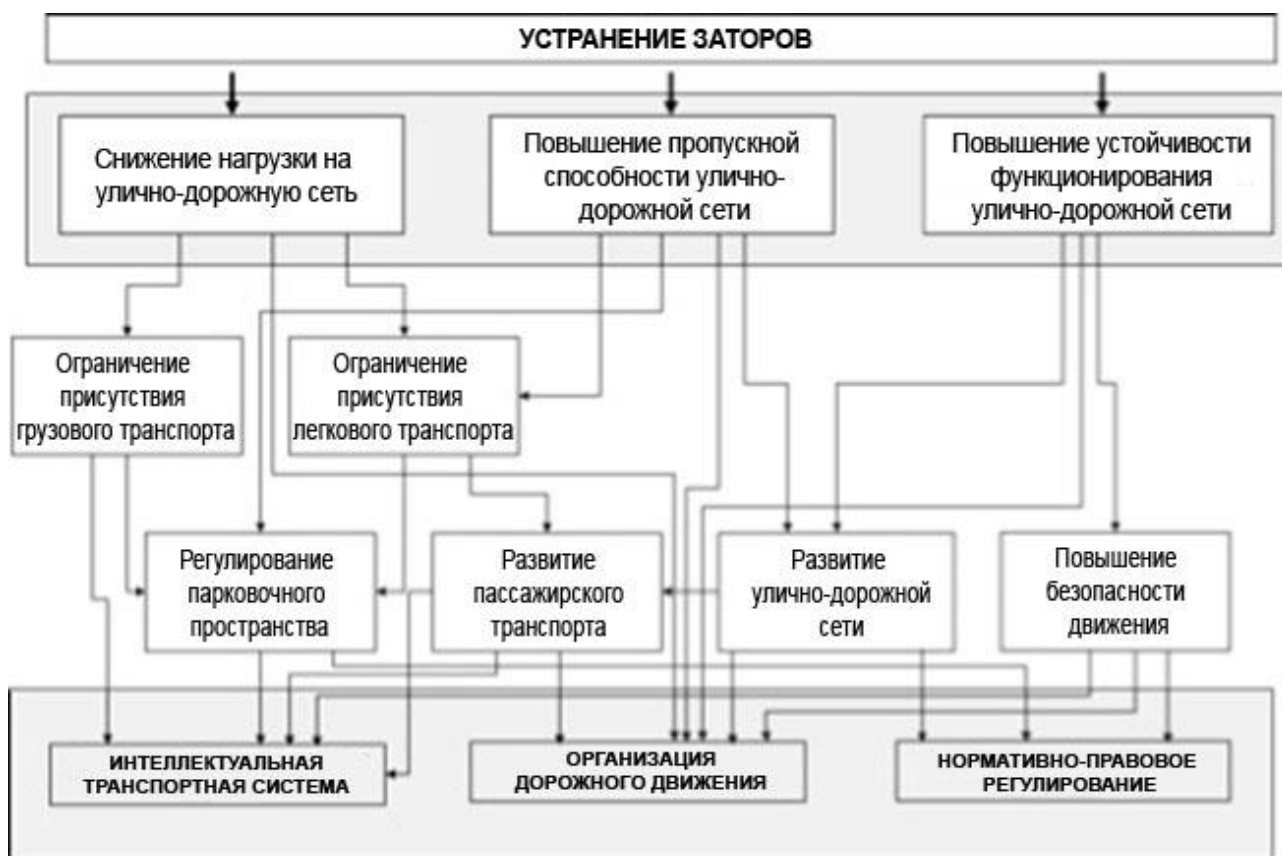 УСТРАНЕНИЕ ЗАТОРОВ
Снижение нагрузки на
улично-дорожную сеть
Повышение пропускной
способности улично-
дорожной сети
Повышение устойчивости
функционирования
улично-дорожной сети
Ограничение
присутствия
грузового транспорта
Ограничение
присутствия
легкового транспорта
Регулирование
парковочного
пространства
Развитие
пассажирского
транспорта
Развитие
улично-дорожной
сети
Повышение
безопасности
движения
ИНТЕЛЛЕКТУАЛЬНАЯ
ТРАНСПОРТНАЯ СИСТЕМА
ОРГАНИЗАЦИЯ
ДОРОЖНОГО ДВИЖЕНИЯ
НОРМАТИВНО-ПРАВОВОЕ
РЕГУЛИРОВАНИЕ